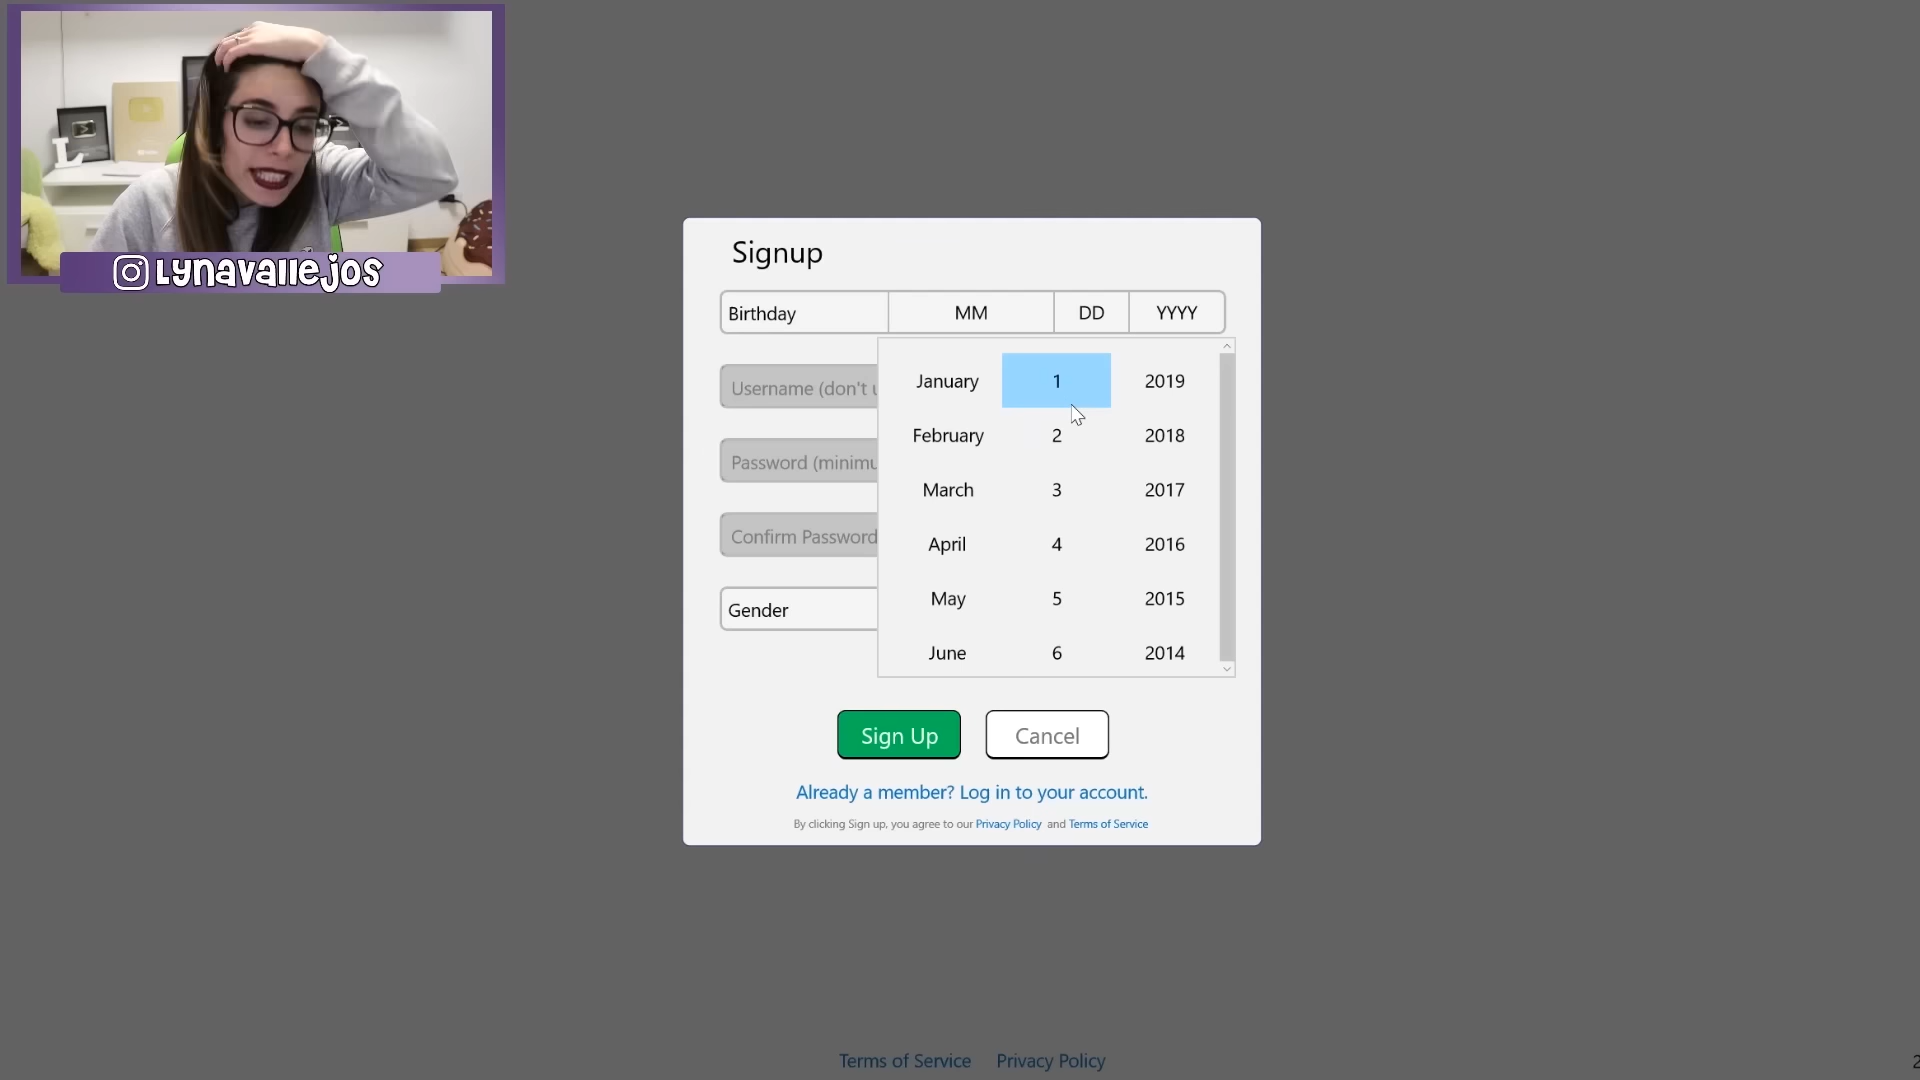 Lynavallejos
Signup
Birthday MM DD YYYY
Username (don't u
Password (minimu
Confirm Password
Gender
January 1 2019
February 2 2018
March 3 2017
April 4 2016
May 5 2015
June 6 2014
Sign Up Cancel
Already a member? Log in to your account.
By clicking Sign up, you agree to our Privacy Policy and Terms of Service
Terms of Service Privacy Policy
2